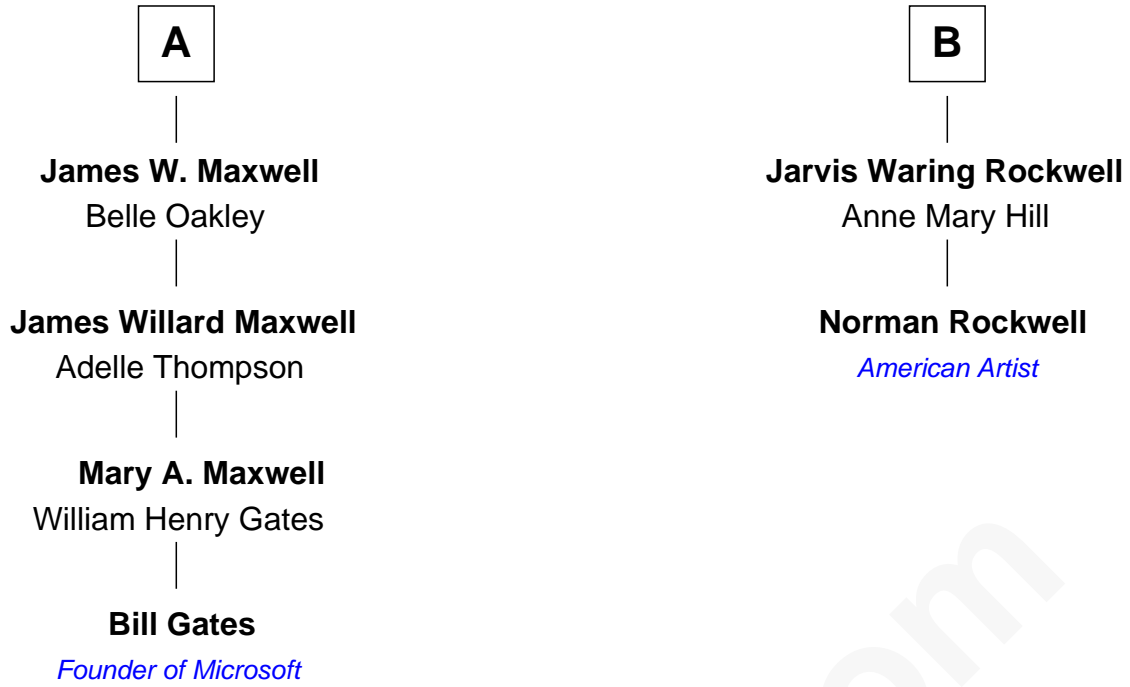 A
James W. Maxwell
Belle Oakley
James Willard Maxwell
Adelle Thompson
Mary A. Maxwell
William Henry Gates
Bill Gates
Founder of Microsoft
B
Jarvis Waring Rockwell
Anne Mary Hill
Norman Rockwell
American Artist
om